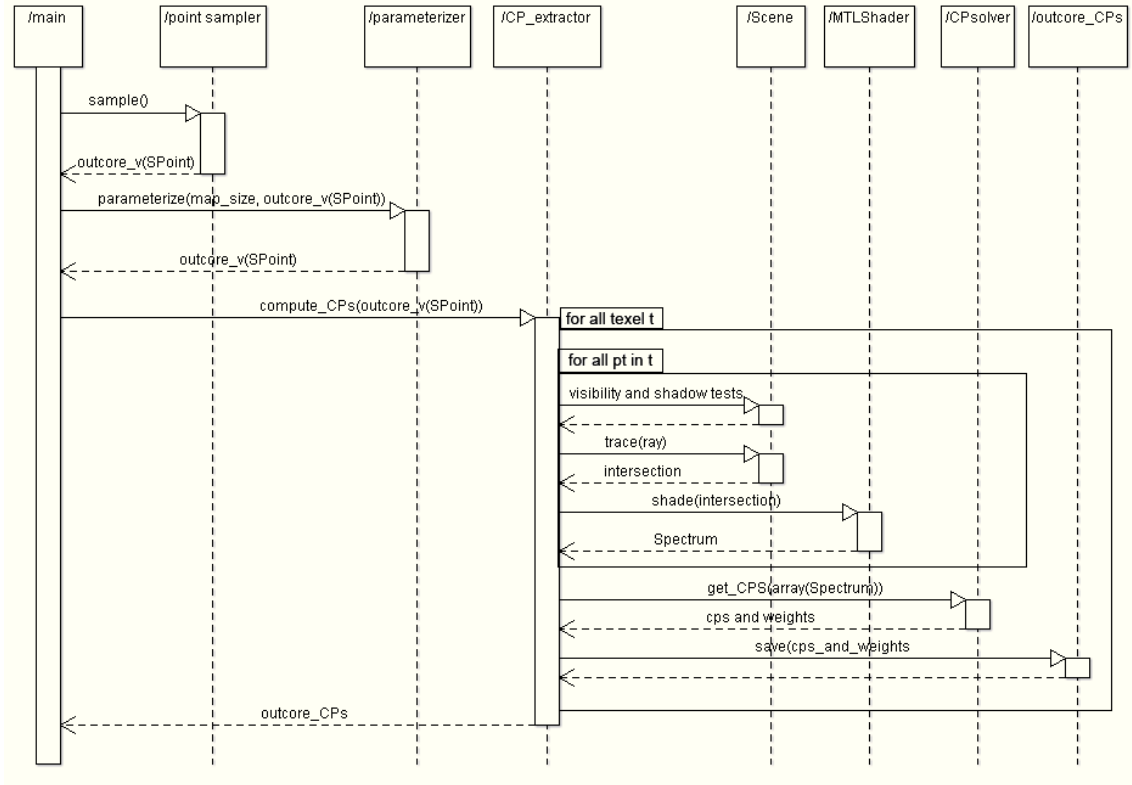 /main
/point sampler
/parameterizer
/CP_extractor
/Scene
/MTLShader
/CPsolver
/outcore_CPs
sample()
outcore_v(SPoint)
parameterize(map_size, outcore_v(SPoint))
outcore_v(SPoint)
compute_CPs(outcore_v(SPoint))
for all texel t
for all pt in t
visibility and shadow tests
trace(ray)
intersection
shade(intersection)
Spectrum
get_CPS(array(Spectrum))
cps and weights
save(cps_and_weights
outcore_CPs